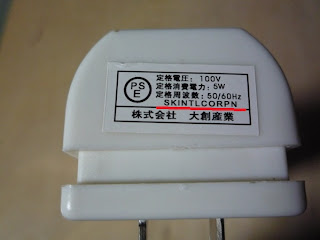 PS
E
定格電圧: 100V
定格消費電力: 5W
定格周波数: 50/60Hz
SKINTLCORPN
株式会社 大創産業